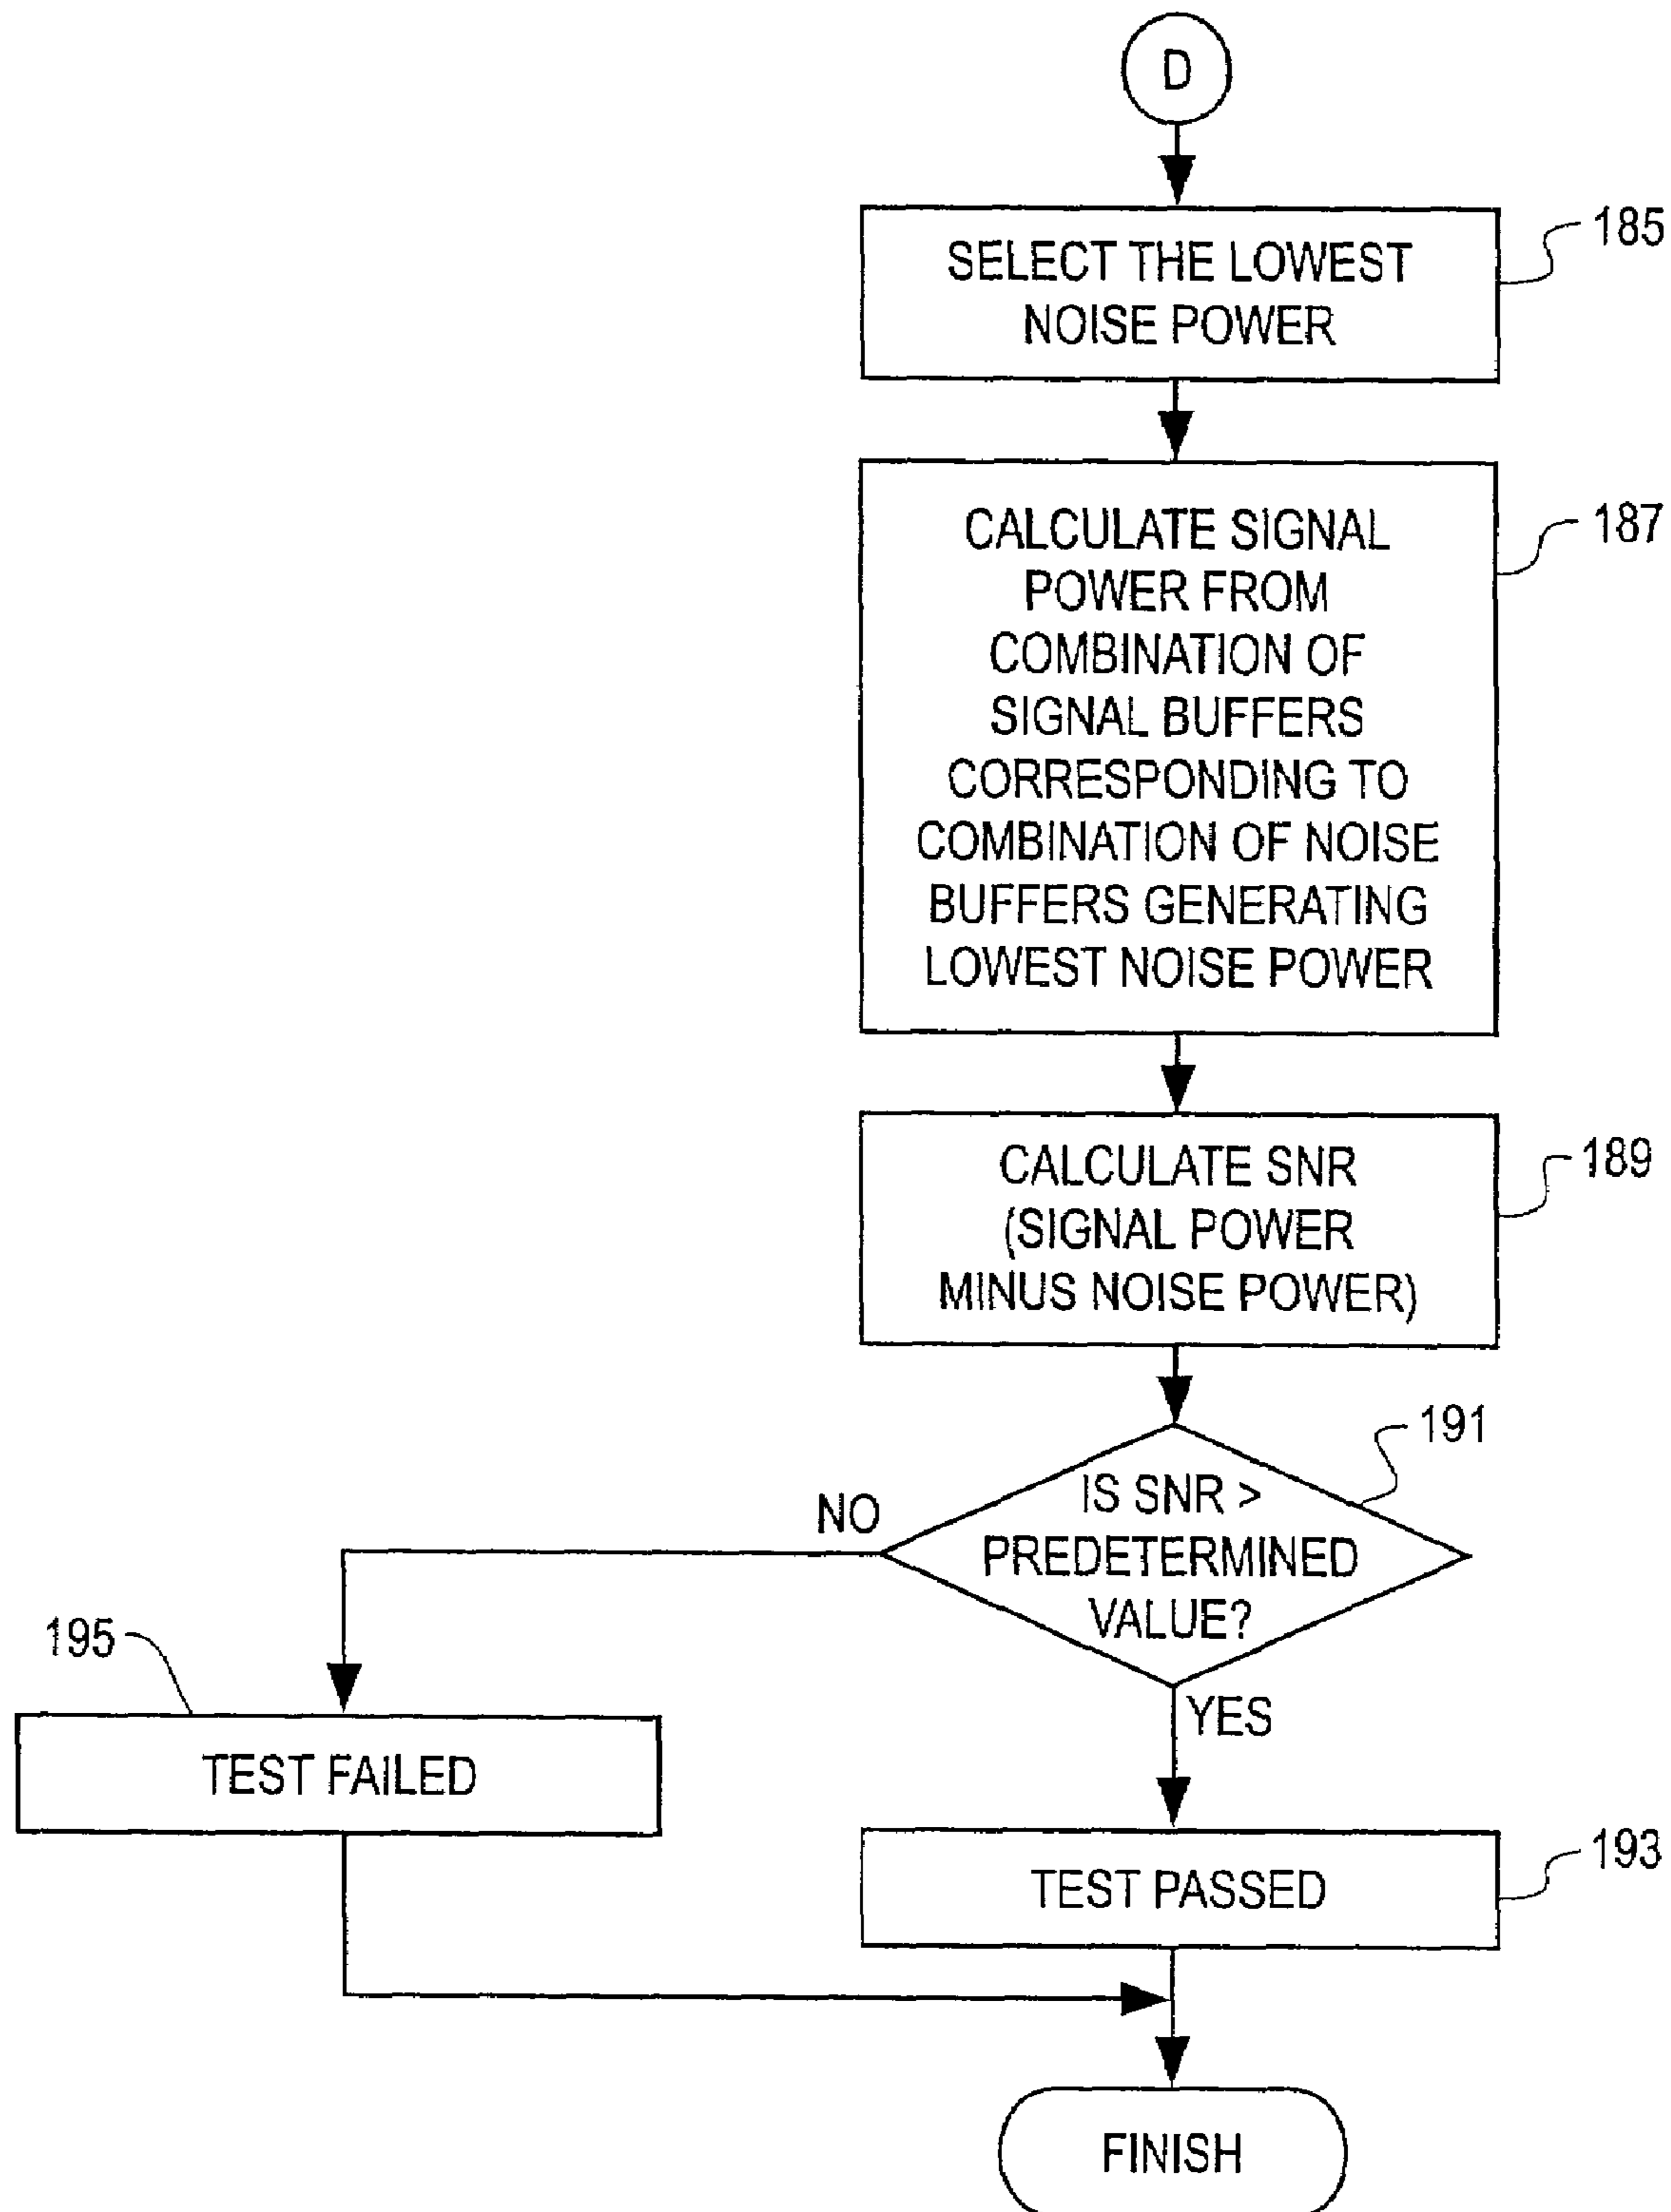 D
SELECT THE LOWEST
NOISE POWER
185
CALCULATE SIGNAL
POWER FROM
COMBINATION OF
SIGNAL BUFFERS
CORRESPONDING TO
COMBINATION OF NOISE
BUFFERS GENERATING
LOWEST NOISE POWER
187
CALCULATE SNR
(SIGNAL POWER
MINUS NOISE POWER)
189
191
IS SNR >
PREDETERMINED
VALUE?
NO
YES
195
TEST FAILED
TEST PASSED
193
FINISH